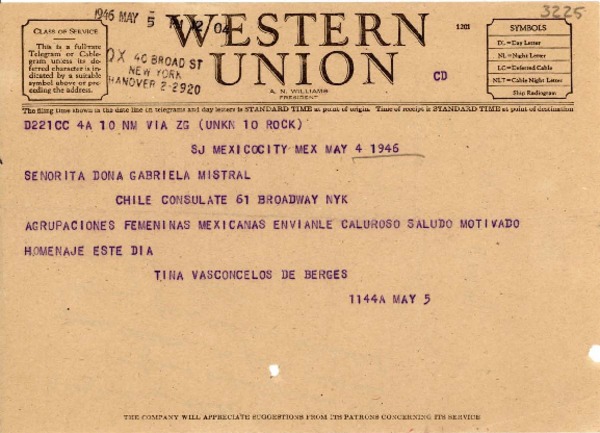 3225
1946 MAY 5 2 04
CLASS OF SERVICE
This is a full-rate
Telegram or Cable-
gram unless its de-
ferred character is in-
dicated by a suitable
symbol above or pre-
ceding the address.
OX 40 BROAD ST
NEW YORK
HANOVER 2-2920
WESTERN
UNION
A. N. WILLIAMS
PRESIDENT
1201
CD
SYMBOLS
DL=Day Letter
NL=Night Letter
LC=Deferred Cable
NLT=Cable Night Letter
Ship Radiogram
The filing time shown in the date line on telegrams and day letters is STANDARD TIME at point of origin. Time of receipt is STANDARD TIME at point of destination
D221CC 4A 10 NM VIA ZG (UNKN 10 ROCK)
SJ MEXICOCITY MEX MAY 4 1946
SEÑORITA DONA GABRIELA MISTRAL
CHILE CONSULATE 61 BROADWAY NYK
AGRUPACIONES FEMENINAS MEXICANAS ENVIANLE CALUROSO SALUDO MOTIVADO
HOMENAJE ESTE DIA
TINA VASCONCELOS DE BERGES
1144A MAY 5
THE COMPANY WILL APPRECIATE SUGGESTIONS FROM ITS PATRONS CONCERNING ITS SERVICE